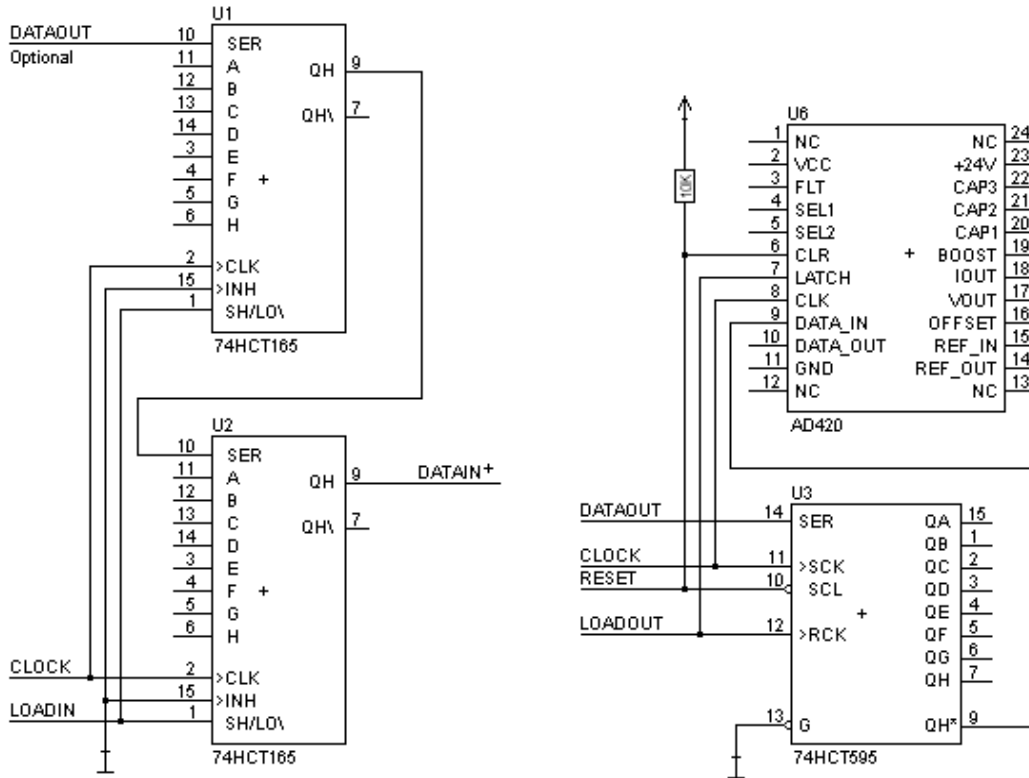 U1
DATAOUT
Optional
10 SER
11 A
12 B
13 C
14 D
3 E
4 F +
5 G
6 H
QH 9
QH\ 7
2 >CLK
15 >INH
1 SH/LO\
74HCT165
U2
10 SER
11 A
12 B
13 C
14 D
3 E
4 F +
5 G
6 H
QH 9
DATAIN+
QH\ 7
CLOCK
2 >CLK
15 >INH
LOADIN
1 SH/LO\
74HCT165
10K
U6
1 NC
2 VCC
3 FLT
4 SEL1
5 SEL2
6 CLR
7 LATCH
8 CLK
9 DATA_IN
10 DATA_OUT
11 GND
12 NC
+
NC 24
+24V 23
CAP3 22
CAP2 21
CAP1 20
BOOST 19
IOUT 18
VOUT 17
OFFSET 16
REF_IN 15
REF_OUT 14
NC 13
AD420
U3
DATAOUT
14 SER
CLOCK
11 >SCK
RESET
10 SCL
+
LOADOUT
12 >RCK
13 G
QA 15
QB 1
QC 2
QD 3
QE 4
QF 5
QG 6
QH 7
QH* 9
74HCT595